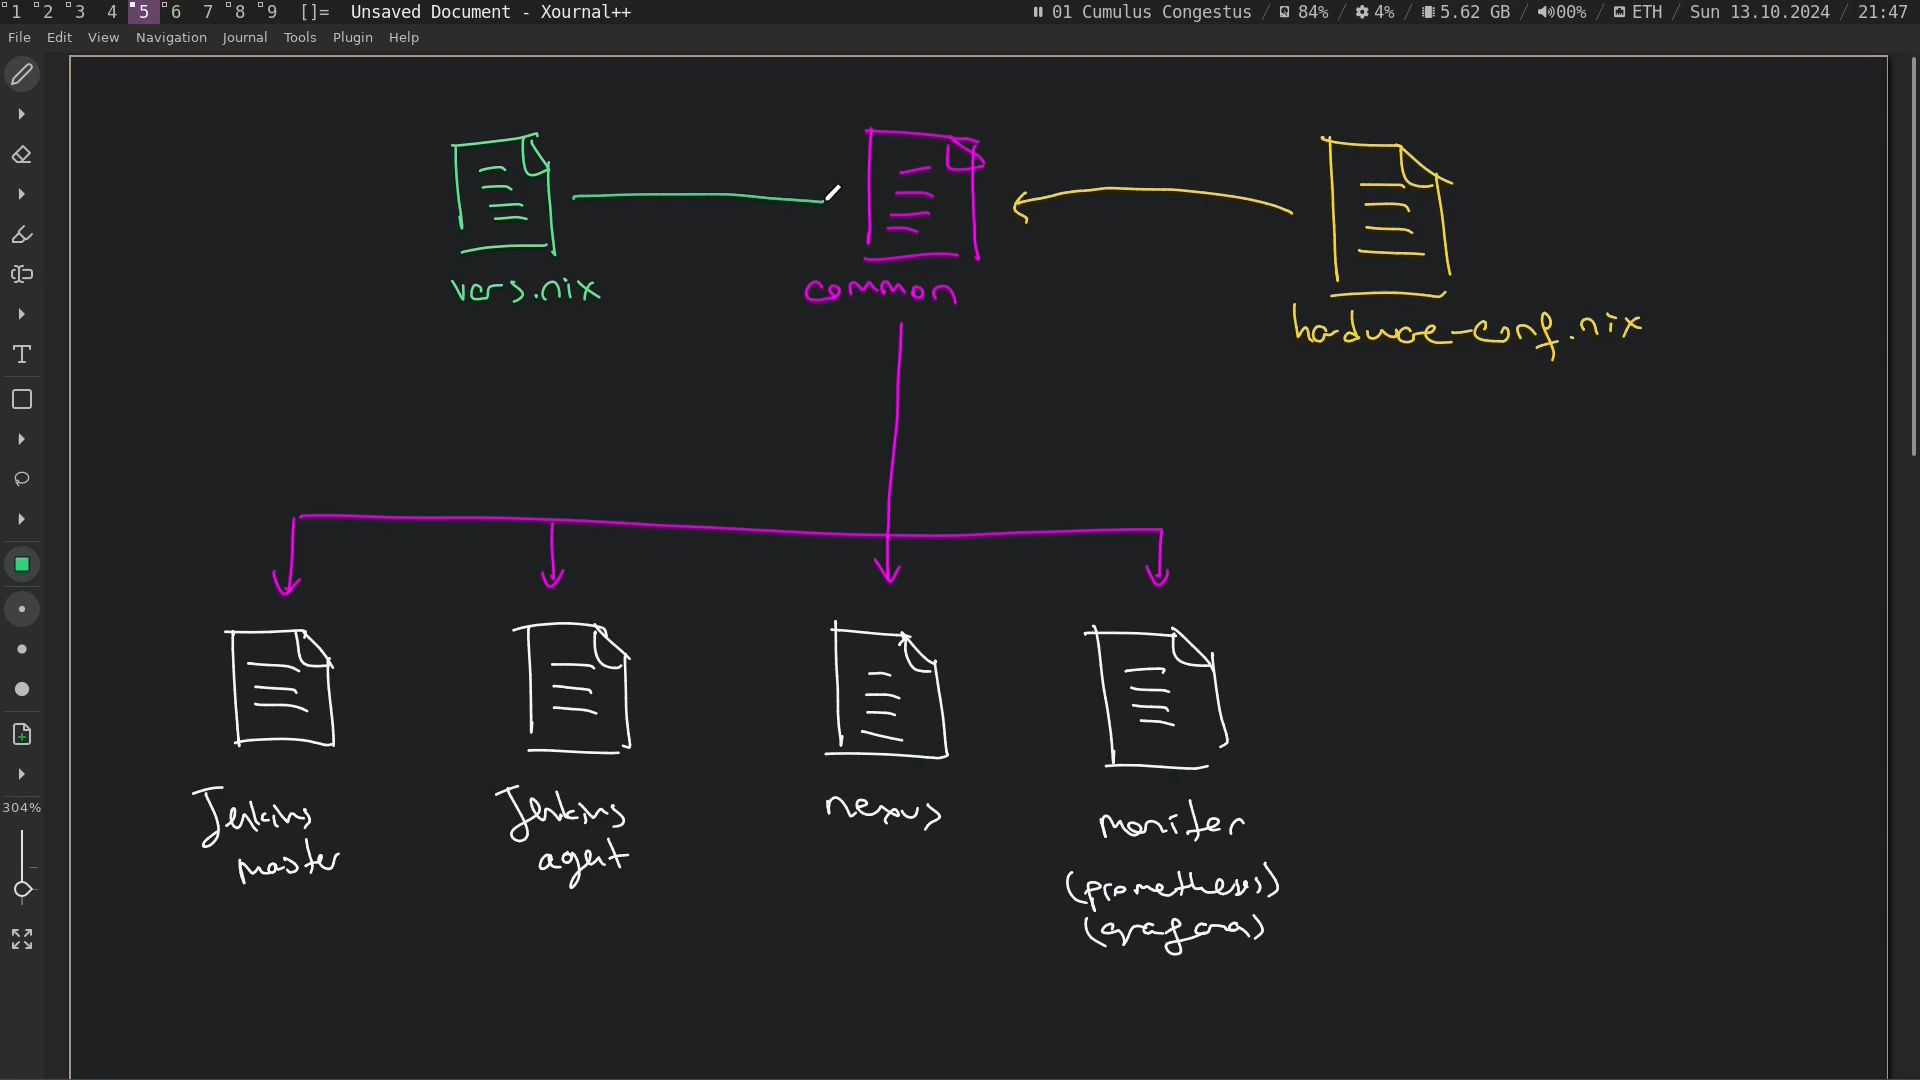 1 2 3 4 5 6 7 8 9 []= Unsaved Document - Xournal++ 01 Cumulus Congestus / 84% / 4% / 5.62 GB / 00% / ETH / Sun 13.10.2024 / 21:47
File Edit View Navigation Journal Tools Plugin Help
vars.nix
common
hardware-conf.nix
304%
Jenkins
master
Jenkins
agent
nexus
moniter
(prometheus)
(grafana)